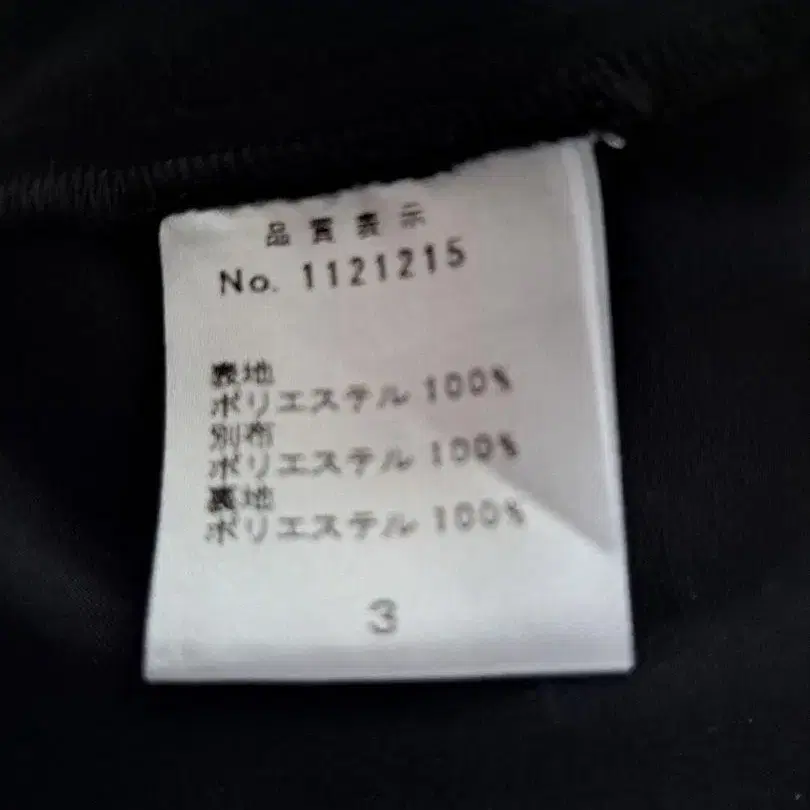 品質表示
No. 1121215
表地
ポリエステル 100%
別布
ポリエステル 100%
裏地
ポリエステル 100%
3